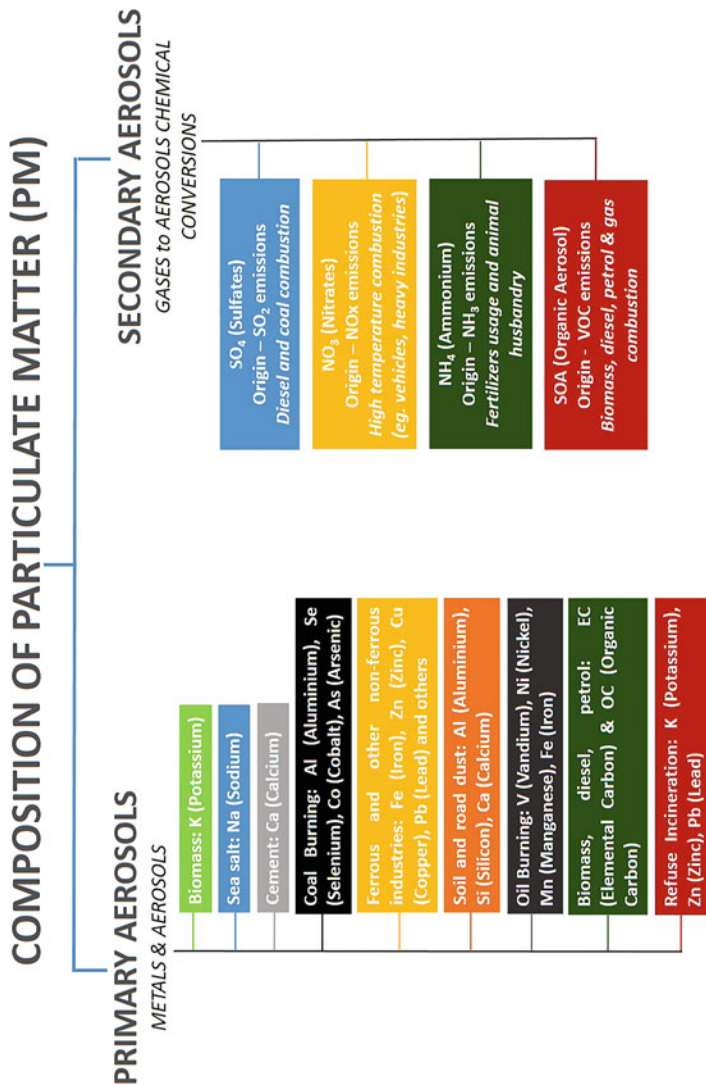 COMPOSITION OF PARTICULATE MATTER (PM)
PRIMARY AEROSOLS
METALS & AEROSOLS
Biomass: K (Potassium)
Sea salt: Na (Sodium)
Cement: Ca (Calcium)
Coal Burning: Al (Aluminium), Se
(Selenium), Co (Cobalt), As (Arsenic)
Ferrous and other non-ferrous
industries: Fe (Iron), Zn (Zinc), Cu
(Copper), Pb (Lead) and others
Soil and road dust: Al (Aluminium),
Si (Silicon), Ca (Calcium)
Oil Burning: V (Vandium), Ni (Nickel),
Mn (Manganese), Fe (Iron)
Biomass, diesel, petrol: EC
(Elemental Carbon) & OC (Organic
Carbon)
Refuse Incineration: K (Potassium),
Zn (Zinc), Pb (Lead)
SECONDARY AEROSOLS
GASES to AEROSOLS CHEMICAL
CONVERSIONS
SO₄ (Sulfates)
Origin – SO₂ emissions
Diesel and coal combustion
NO₃ (Nitrates)
Origin – NOx emissions
High temperature combustion
(eg. vehicles, heavy industries)
NH₄ (Ammonium)
Origin – NH₃ emissions
Fertilizers usage and animal
husbandry
SOA (Organic Aerosol)
Origin - VOC emissions
Biomass, diesel, petrol & gas
combustion